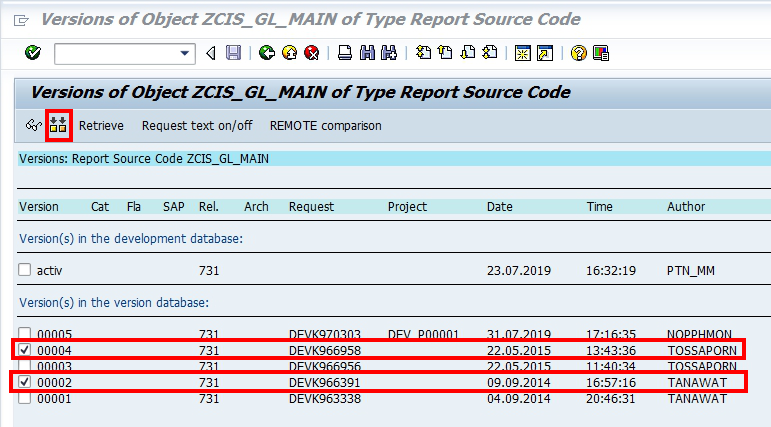 Versions of Object ZCIS_GL_MAIN of Type Report Source Code
Versions of Object ZCIS_GL_MAIN of Type Report Source Code
Retrieve Request text on/off REMOTE comparison
Versions: Report Source Code ZCIS_GL_MAIN
Version Cat Fla SAP Rel. Arch Request Project Date Time Author
Version(s) in the development database:
activ 731 23.07.2019 16:32:19 PTN_MM
Version(s) in the version database:
00005 731 DEVK970303 DEV_P00001 31.07.2019 17:16:35 NOPPHMON
00004 731 DEVK966958 22.05.2015 13:43:36 TOSSAPORN
00003 731 DEVK966956 22.05.2015 11:40:34 TOSSAPORN
00002 731 DEVK966391 09.09.2014 16:57:16 TANAWAT
00001 731 DEVK963338 04.09.2014 20:46:31 TANAWAT